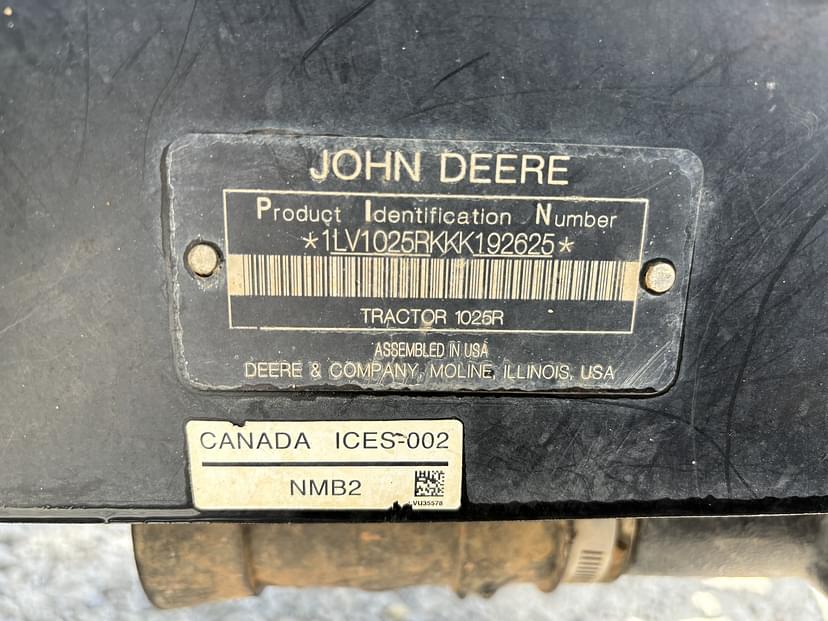 JOHN DEERE
Product Identification Number
*1LV1025RKKK192625*
TRACTOR 1025R
ASSEMBLED IN USA
DEERE & COMPANY, MOLINE, ILLINOIS, USA
CANADA ICES-002
NMB2
LVU35578